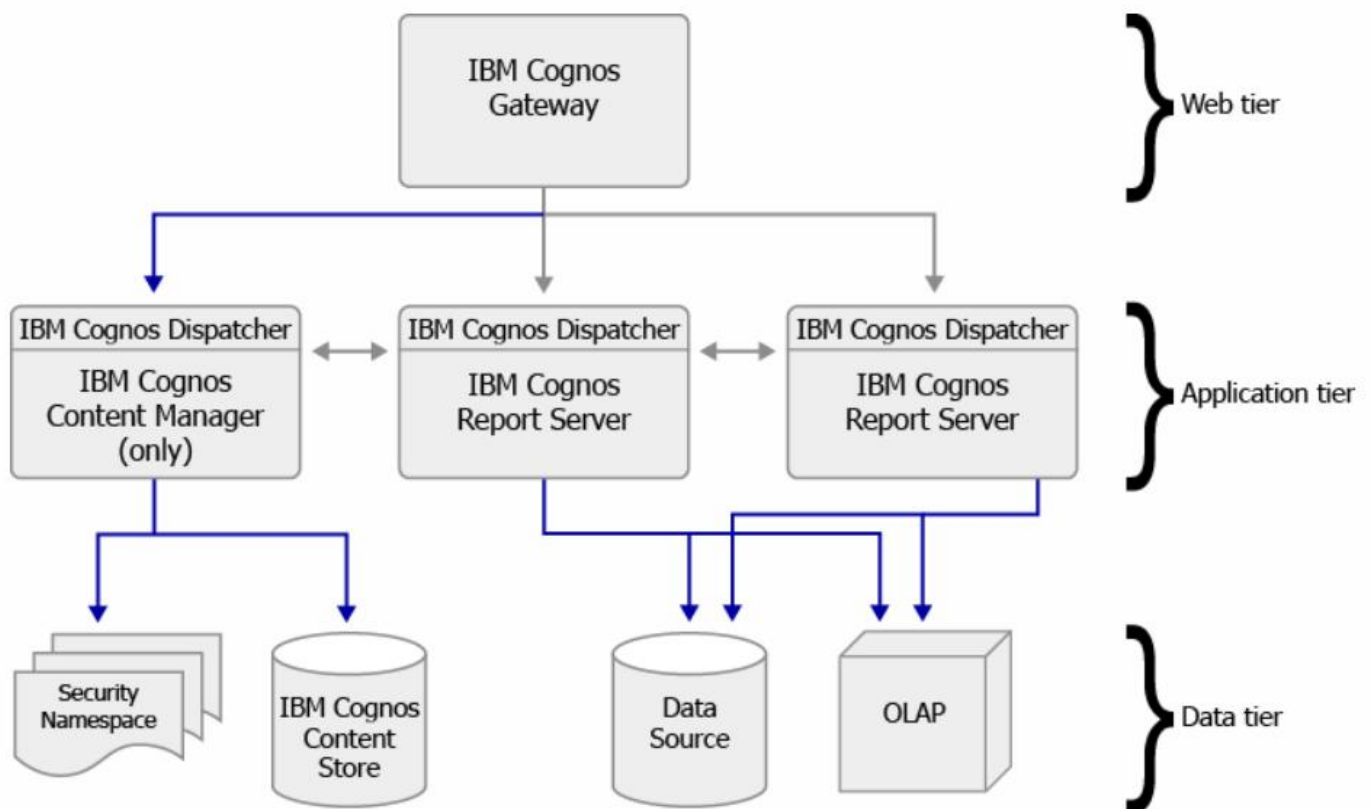 IBM Cognos
Gateway
Web tier
IBM Cognos Dispatcher
IBM Cognos
Content Manager
(only)
IBM Cognos Dispatcher
IBM Cognos
Report Server
IBM Cognos Dispatcher
IBM Cognos
Report Server
Application tier
Security
Namespace
IBM Cognos
Content
Store
Data
Source
OLAP
Data tier